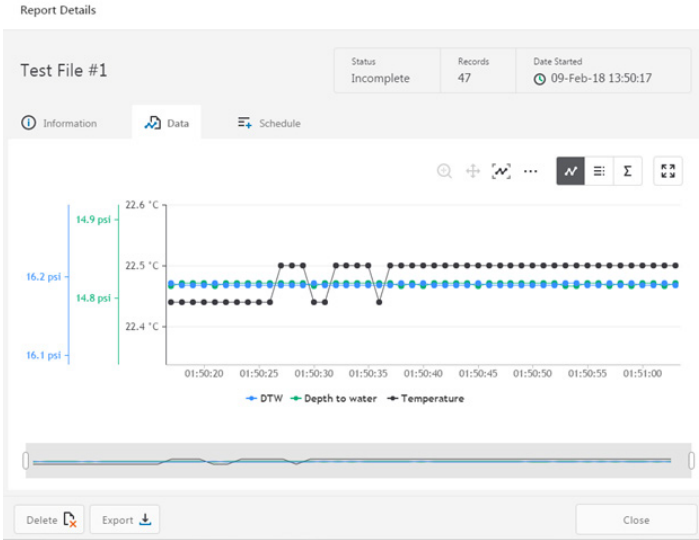 Report Details
Test File #1
Status
Incomplete
Records
47
Date Started
09-Feb-18 13:50:17
Information
Data
Schedule
22.6 °C
14.9 psi
22.5 °C
16.2 psi
14.8 psi
22.4 °C
16.1 psi
01:50:20 01:50:25 01:50:30 01:50:35 01:50:40 01:50:45 01:50:50 01:50:55 01:51:00
DTW Depth to water Temperature
Delete Export Close